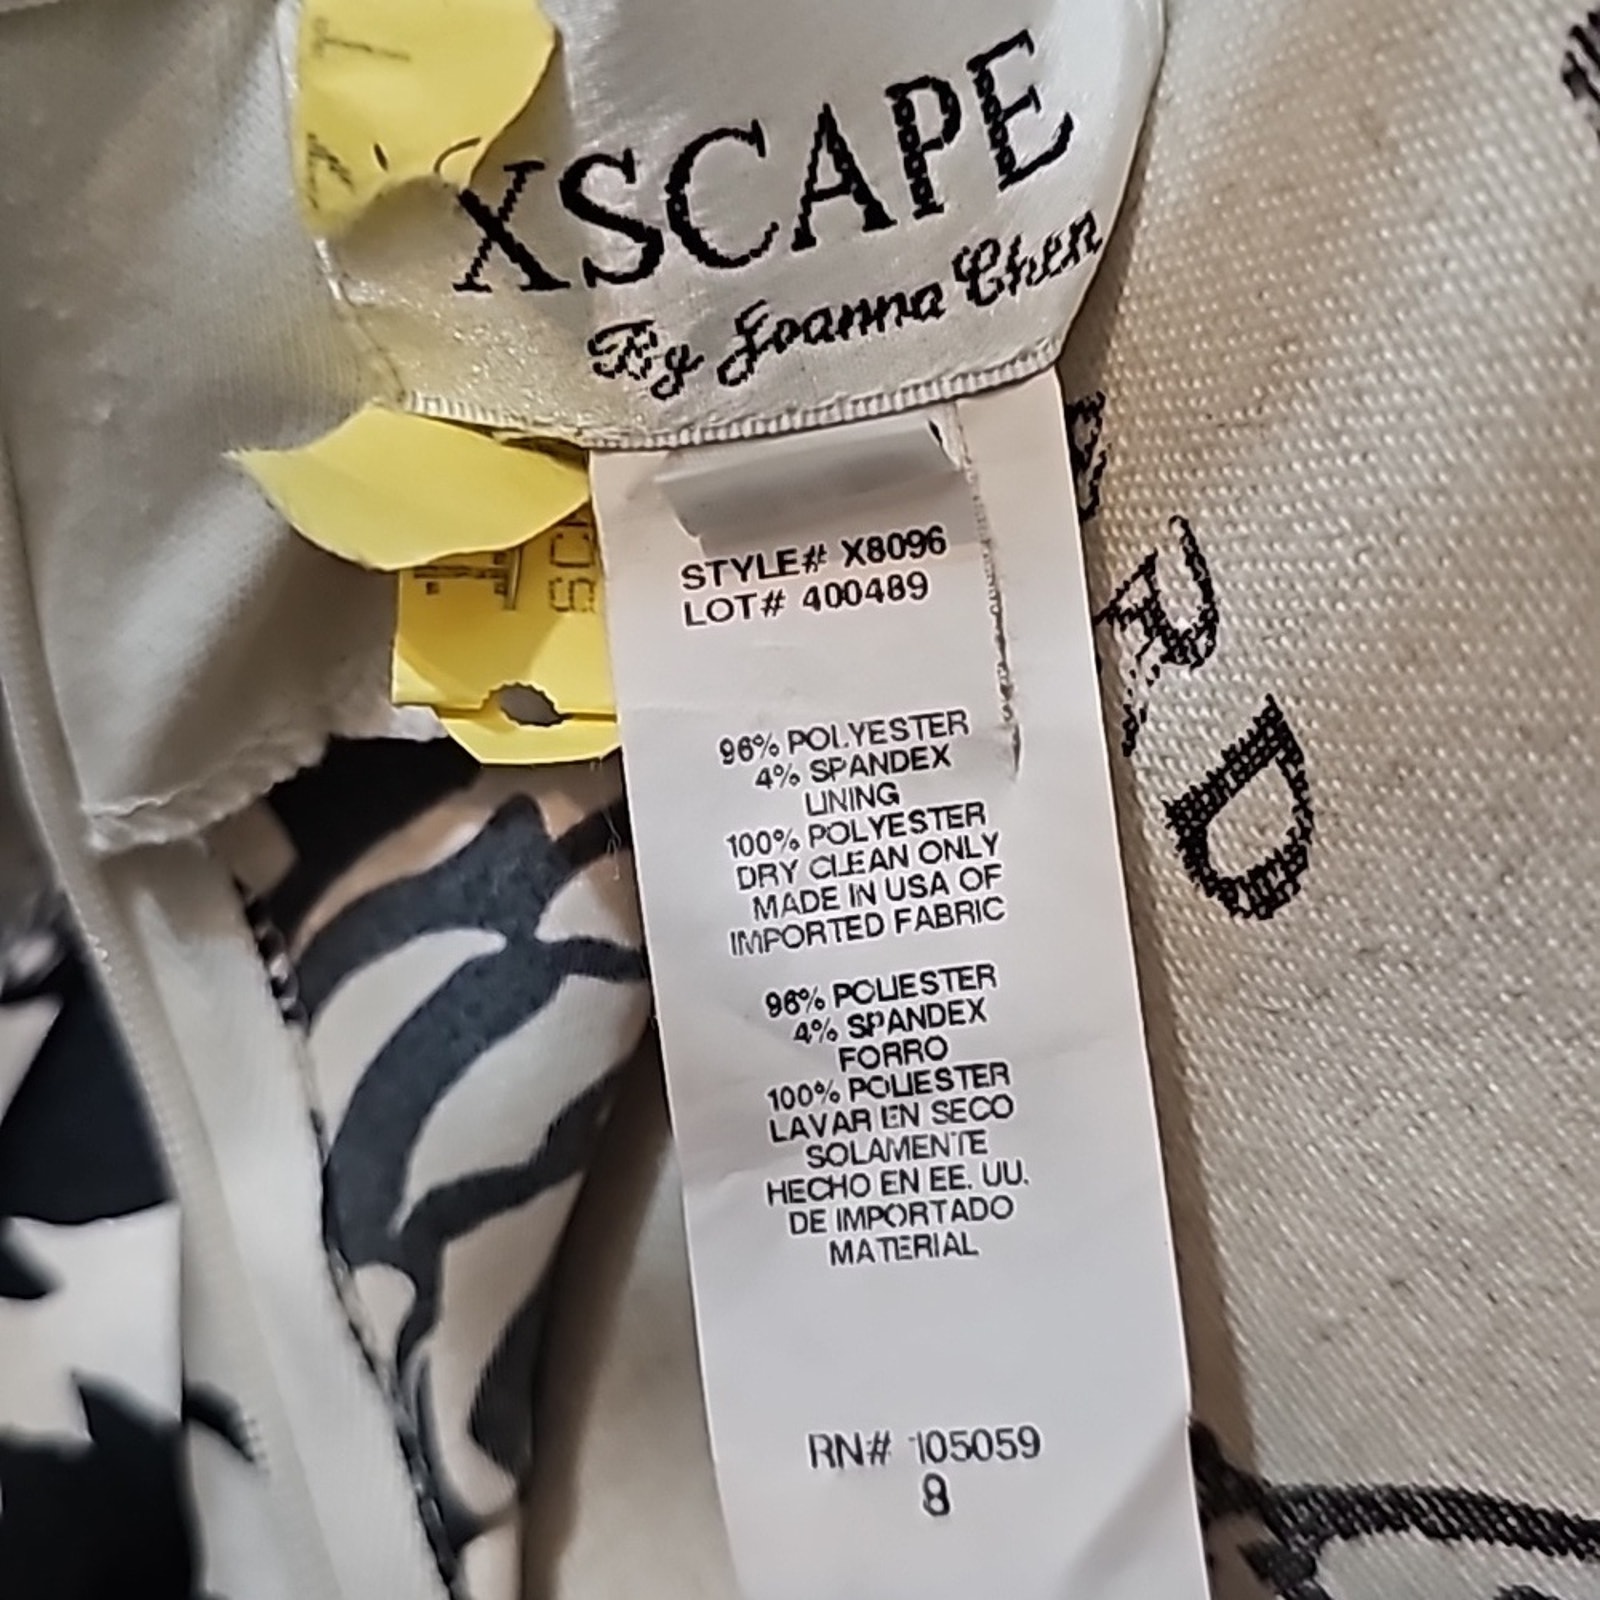 XSCAPE
By Joanna Chen
STYLE# X8096
LOT# 400489
96% POLYESTER
4% SPANDEX
LINING
100% POLYESTER
DRY CLEAN ONLY
MADE IN USA OF
IMPORTED FABRIC
96% POLIESTER
4% SPANDEX
FORRO
100% POLIESTER
LAVAR EN SECO
SOLAMENTE
HECHO EN EE. UU.
DE IMPORTADO
MATERIAL
RN# 105059
8